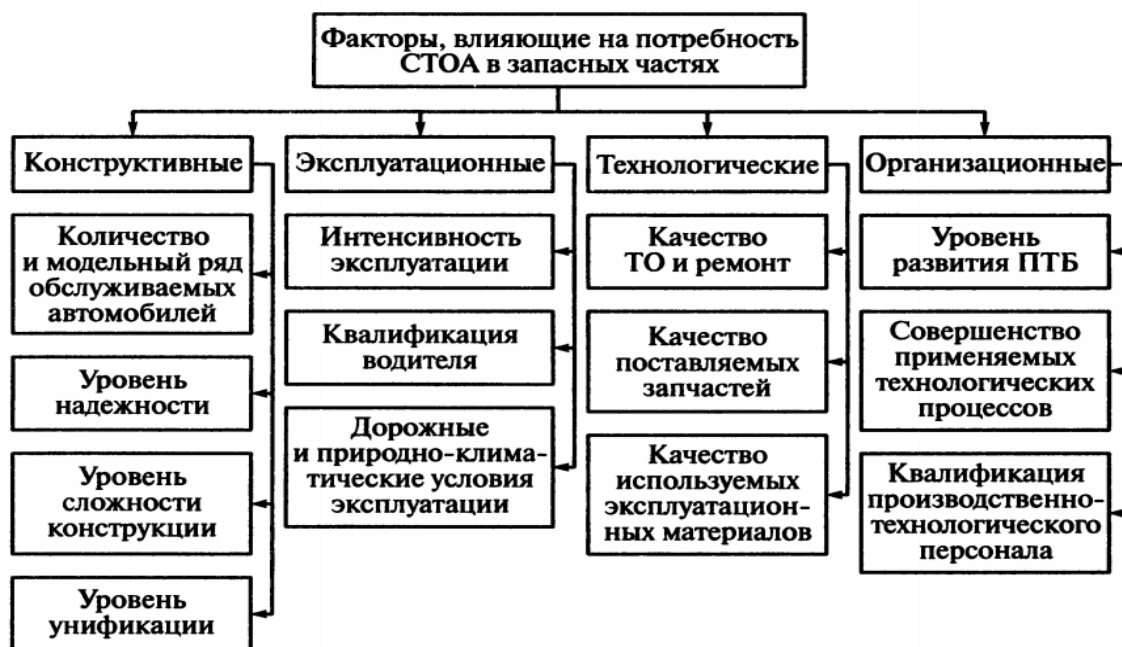 Факторы, влияющие на потребность
СТОА в запасных частях
Конструктивные
Количество
и модельный ряд
обслуживаемых
автомобилей
Уровень
надежности
Уровень
сложности
конструкции
Уровень
унификации
Эксплуатационные
Интенсивность
эксплуатации
Квалификация
водителя
Дорожные
и природно-клима-
тические условия
эксплуатации
Технологические
Качество
ТО и ремонт
Качество
поставляемых
запчастей
Качество
используемых
эксплуатацион-
ных материалов
Организационные
Уровень
развития ПТБ
Совершенство
применяемых
технологических
процессов
Квалификация
производственно-
технологического
персонала